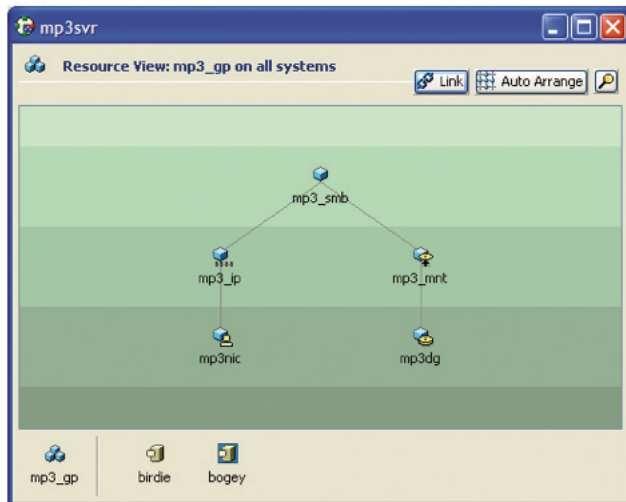 mp3svr
Resource View: mp3_gp on all systems
Link Auto Arrange
mp3_smb
mp3_ip mp3_mnt
mp3nic mp3dg
mp3_gp birdie bogey